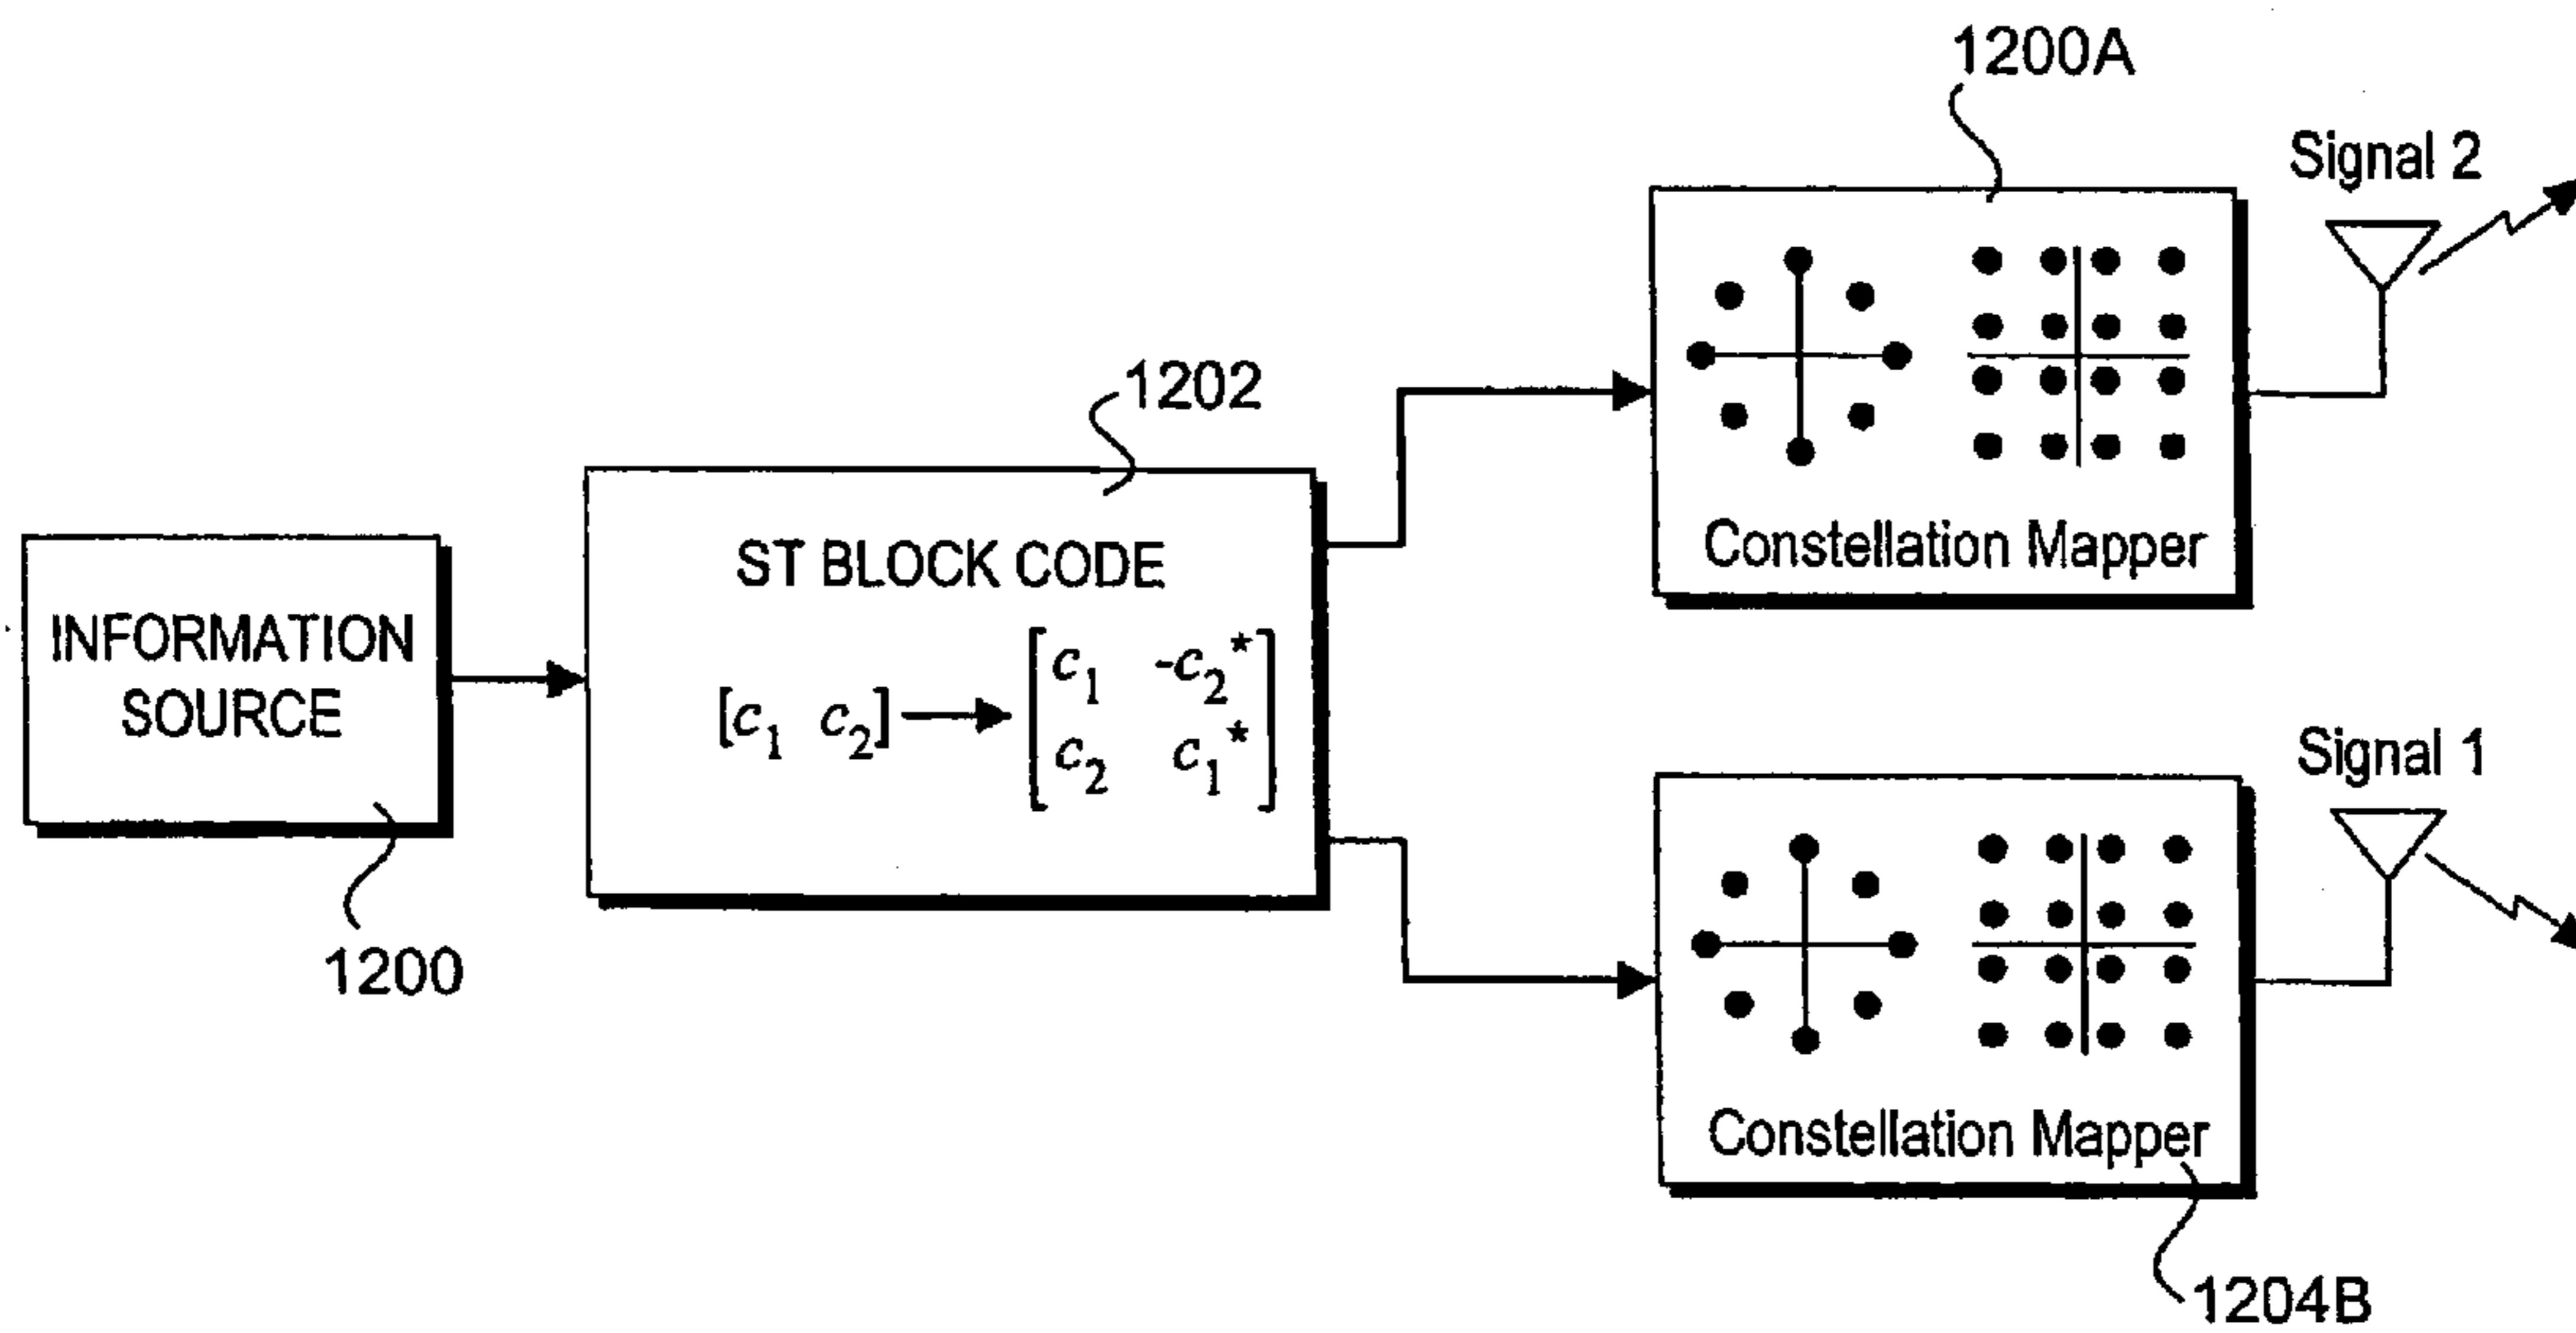 1200A
Signal 2
Constellation Mapper
1202
ST BLOCK CODE
[c₁ c₂] → [c₁ -c₂*
c₂ c₁*]
INFORMATION
SOURCE
1200
Signal 1
Constellation Mapper
1204B